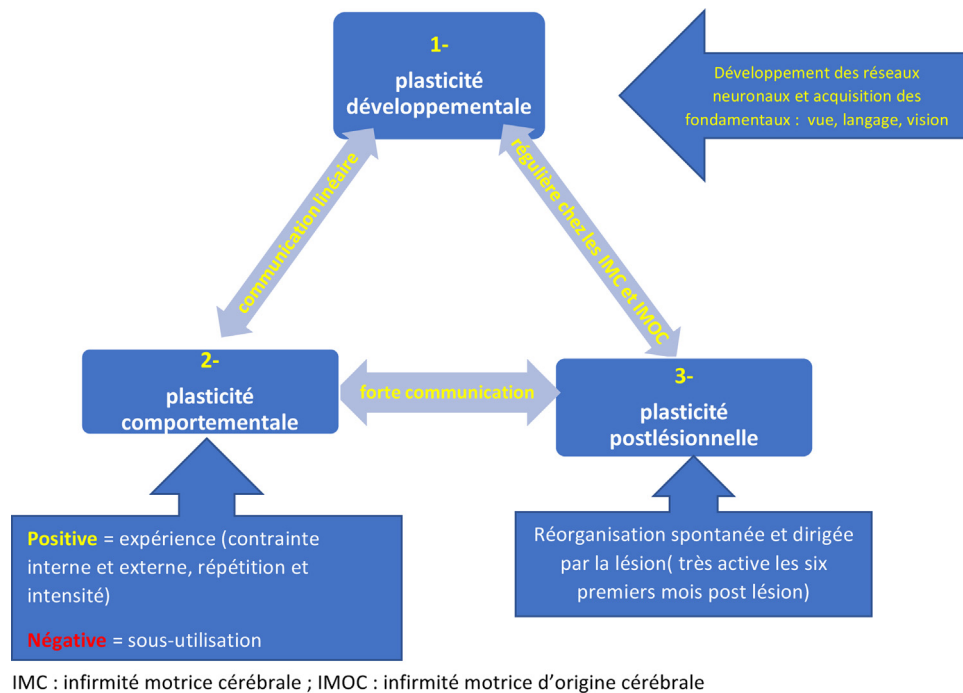 1-
plasticité
développementale
Développement des réseaux
neuronaux et acquisition des
fondamentaux : vue, langage, vision
communication linéaire
régulière chez les IMC et IMOC
2-
plasticité
comportementale
forte communication
3-
plasticité
postlésionnelle
Positive = expérience (contrainte
interne et externe, répétition et
intensité)
Négative = sous-utilisation
Réorganisation spontanée et dirigée
par la lésion( très active les six
premiers mois post lésion)
IMC : infirmité motrice cérébrale ; IMOC : infirmité motrice d’origine cérébrale